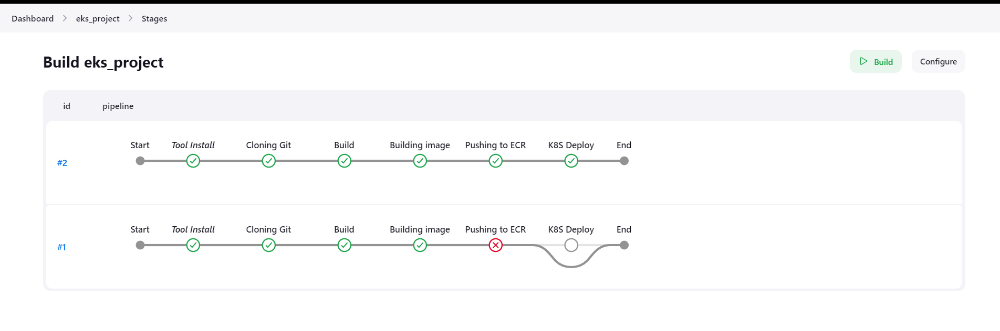 Dashboard eks_project Stages
Build eks_project
Build Configure
id pipeline
Start Tool Install Cloning Git Build Building image Pushing to ECR K8S Deploy End
#2
Start Tool Install Cloning Git Build Building image Pushing to ECR K8S Deploy End
#1